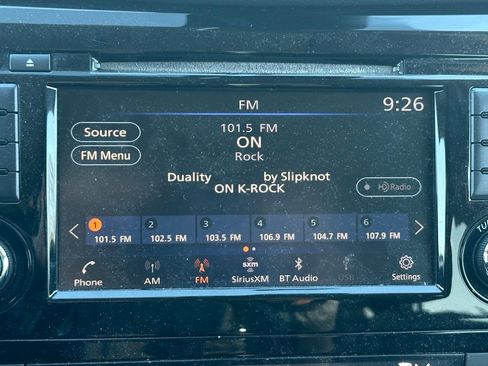 FM 9:26
Source
101.5 FM
ON
FM Menu
Rock
Duality by Slipknot
ON K-ROCK
HD Radio
1 2 3 4 5 6
101.5 FM 102.5 FM 103.5 FM 106.9 FM 104.7 FM 107.9 FM
sxm
Phone AM FM SiriusXM BT Audio USB Settings
TUN